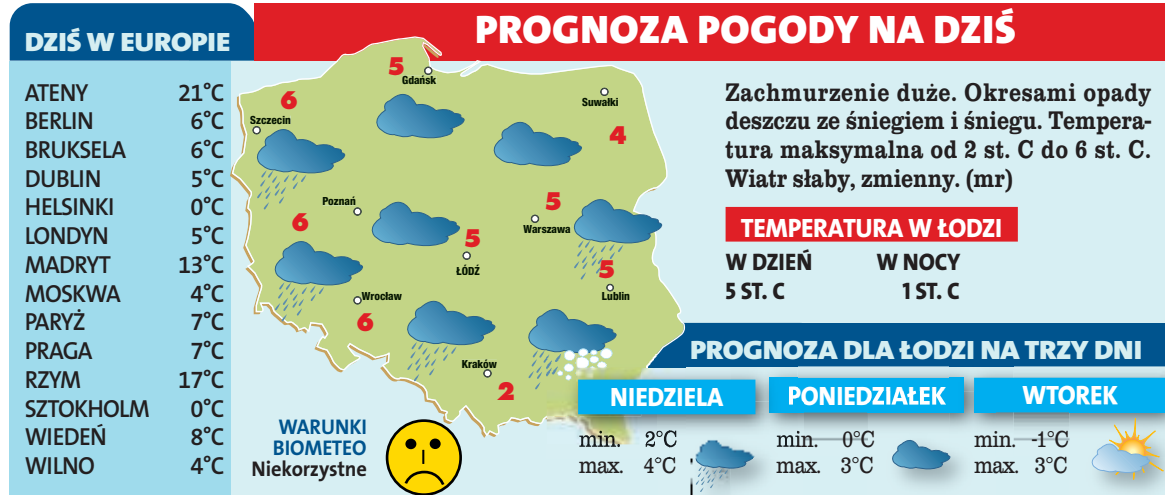 DZIŚ W EUROPIE
ATENY 21°C
BERLIN 6°C
BRUKSELA 6°C
DUBLIN 5°C
HELSINKI 0°C
LONDYN 5°C
MADRYT 13°C
MOSKWA 4°C
PARYŻ 7°C
PRAGA 7°C
RZYM 17°C
SZTOKHOLM 0°C
WIEDEŃ 8°C
WILNO 4°C
PROGNOZA POGODY NA DZIŚ
5
Gdańsk
6
Szczecin
Suwałki
4
Poznań
6
5
Warszawa
5
ŁÓDŹ
5
Lublin
Wrocław
6
Kraków
2
WARUNKI
BIOMETEO
Niekorzystne
Zachmurzenie duże. Okresami opady
deszczu ze śniegiem i śniegu. Tempera-
tura maksymalna od 2 st. C do 6 st. C.
Wiatr słaby, zmienny. (mr)
TEMPERATURA W ŁODZI
W DZIEŃ W NOCY
5 ST. C 1 ST. C
PROGNOZA DLA ŁODZI NA TRZY DNI
NIEDZIELA
min. 2°C
max. 4°C
PONIEDZIAŁEK
min. 0°C
max. 3°C
WTOREK
min. -1°C
max. 3°C